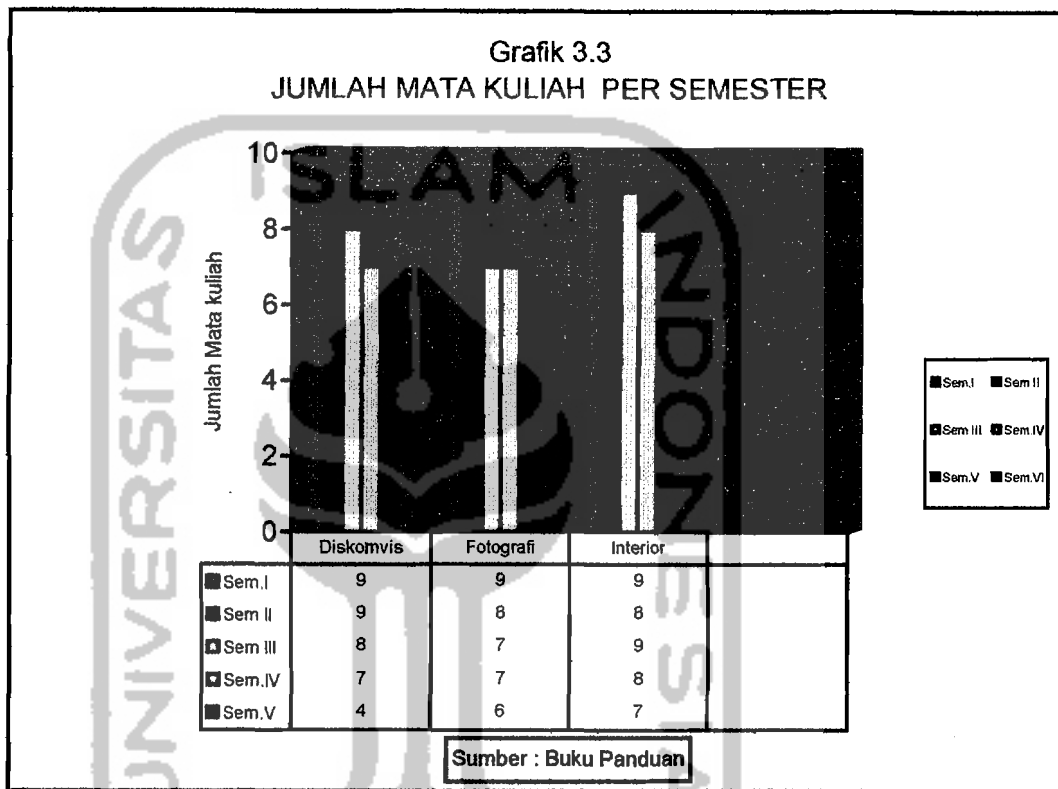 Grafik 3.3
JUMLAH MATA KULIAH PER SEMESTER
UNIVERSITAS
ISLAM
INDONESIA
Jumlah Mata kuliah
10
8
6
4
2
0
Sem.I Sem II
Sem III Sem.IV
Sem.V Sem.VI
Diskomvis Fotografi Interior
Sem.I 9 9 9
Sem II 9 8 8
Sem III 8 7 9
Sem.IV 7 7 8
Sem.V 4 6 7
Sumber : Buku Panduan